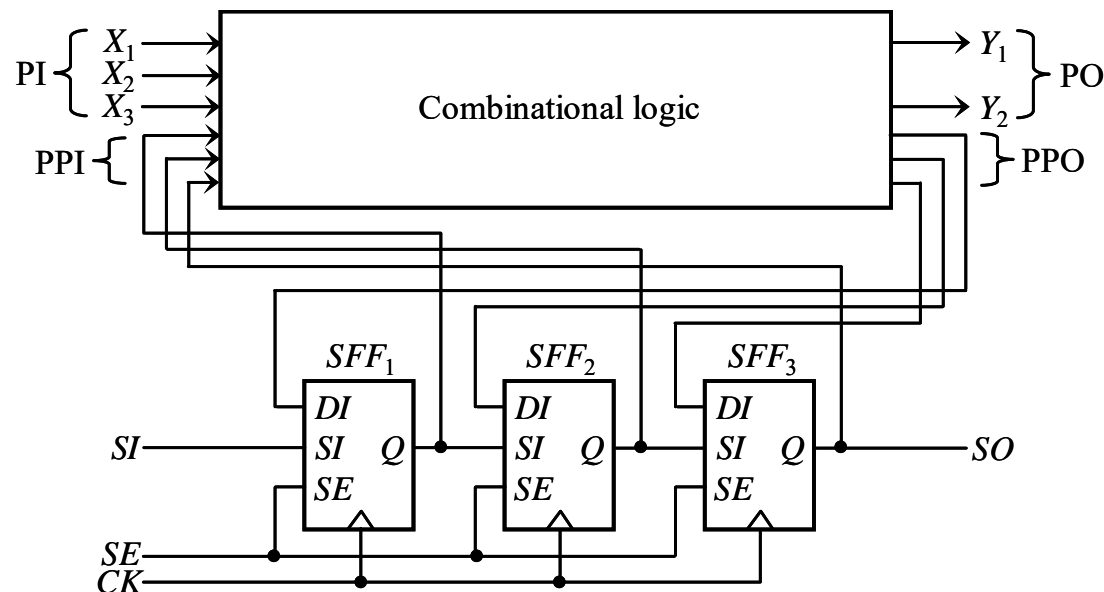 PI
X1
X2
X3
PPI
Combinational logic
Y1
Y2
PO
PPO
SFF1
SFF2
SFF3
DI
SI
Q
SE
DI
SI
Q
SE
DI
SI
Q
SE
SI
SO
SE
CK